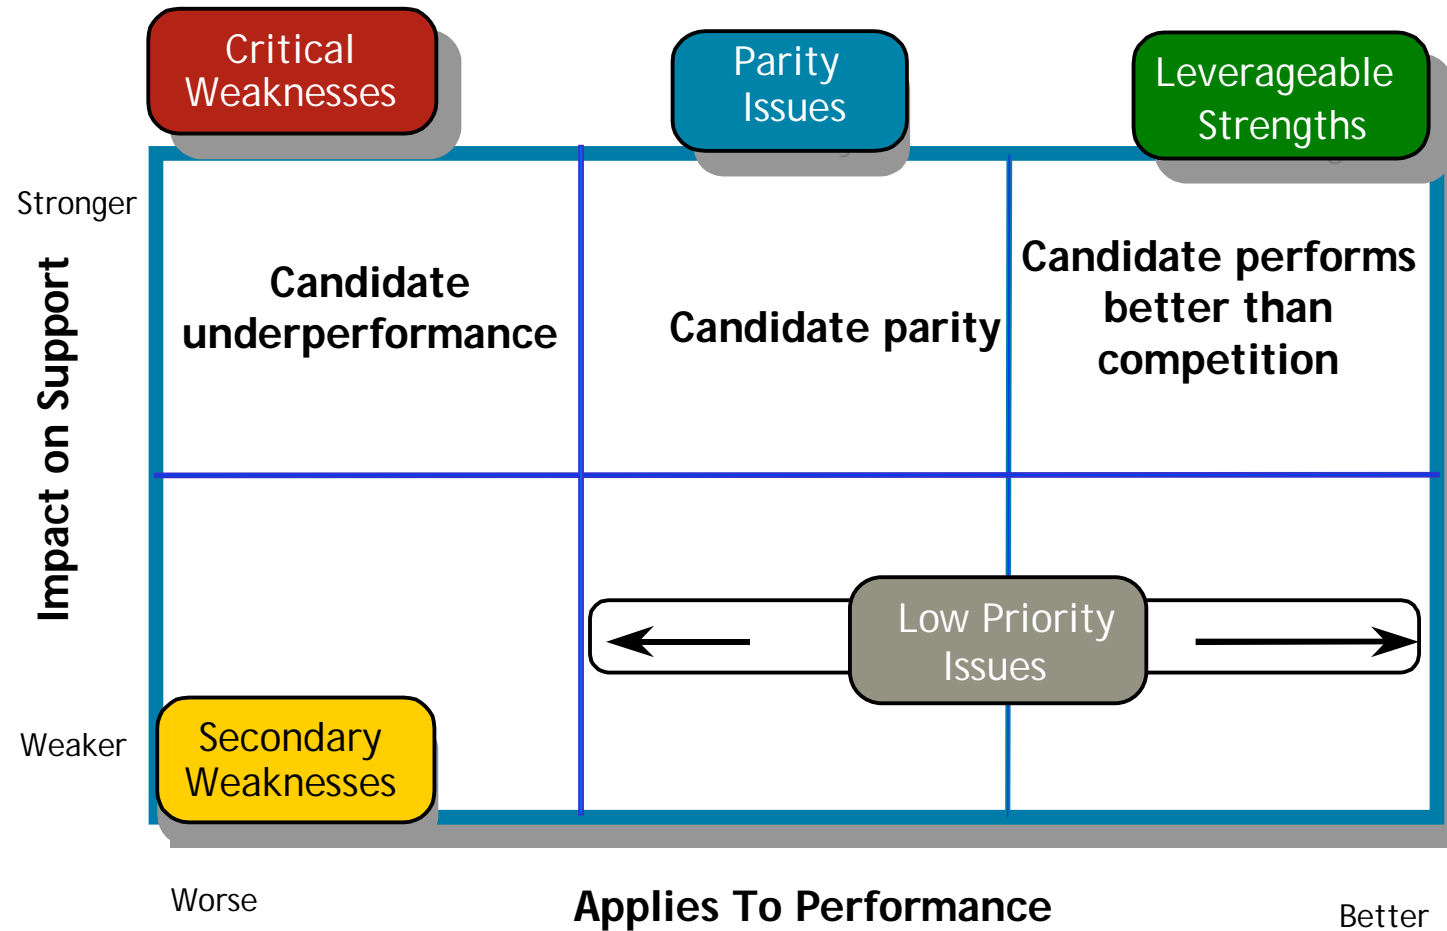 Critical
Weaknesses
Parity
Issues
Leverageable
Strengths
Stronger
Impact on Support
Weaker
Candidate
underperformance
Candidate parity
Candidate performs
better than
competition
Low Priority
Issues
Secondary
Weaknesses
Worse
Applies To Performance
Better